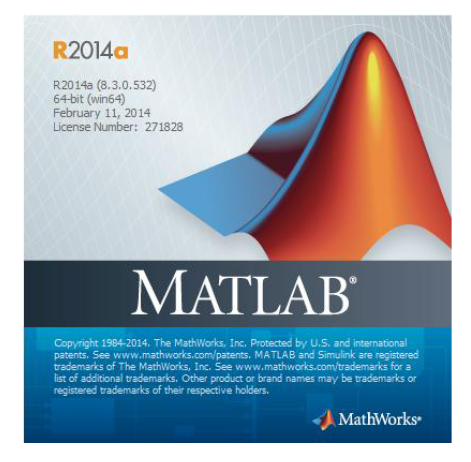 R2014a
R2014a (8.3.0.532)
64-bit (win64)
February 11, 2014
License Number: 271828
MATLAB®
Copyright 1984-2014. The MathWorks, Inc. Protected by U.S. and international
patents. See www.mathworks.com/patents. MATLAB and Simulink are registered
trademarks of The MathWorks, Inc. See www.mathworks.com/trademarks for a
list of additional trademarks. Other product or brand names may be trademarks or
registered trademarks of their respective holders.
MathWorks®